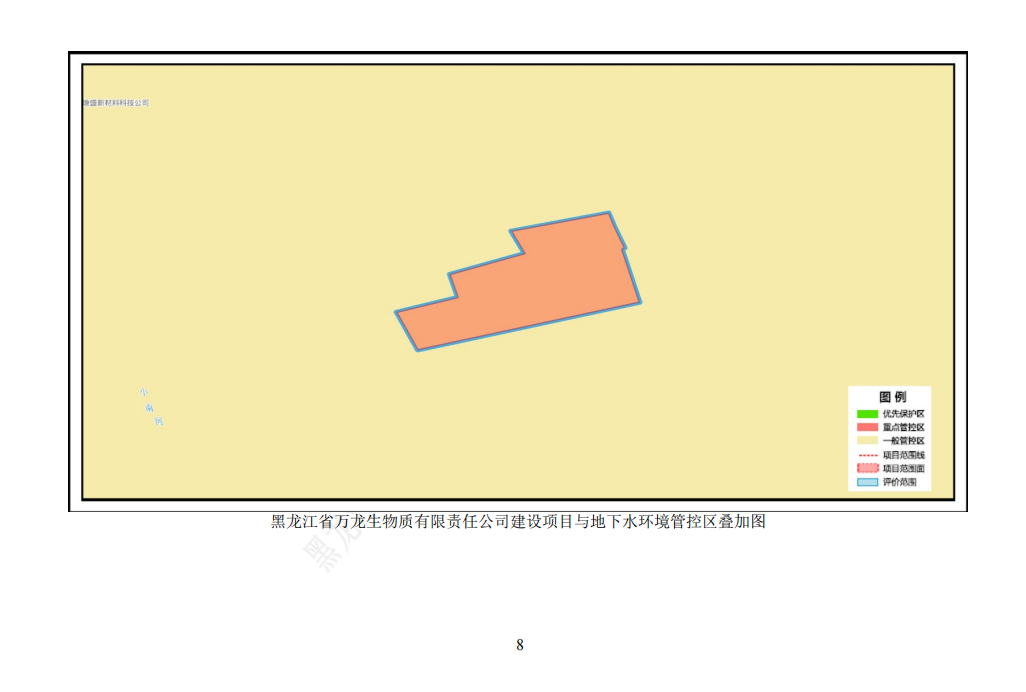 盛新材料科技公司
小
南
图例
优先保护区
重点管控区
一般管控区
项目范围线
项目范围面
评价范围
黑龙江省万龙生物质有限责任公司建设项目与地下水环境管控区叠加图
黑龙
8